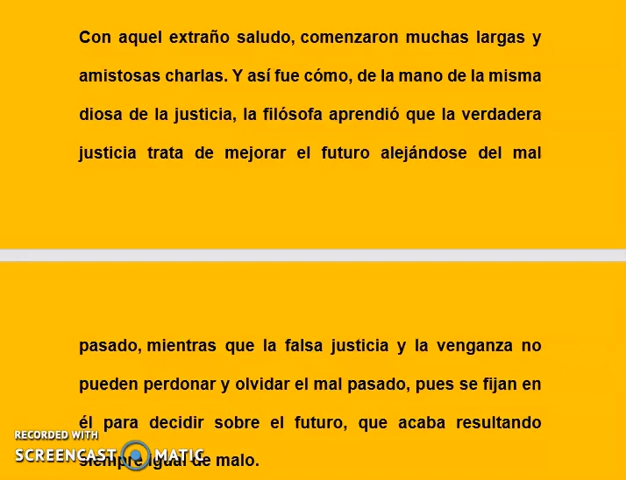 Con aquel extraño saludo, comenzaron muchas largas y
amistosas charlas. Y así fue cómo, de la mano de la misma
diosa de la justicia, la filósofa aprendió que la verdadera
justicia trata de mejorar el futuro alejándose del mal
pasado, mientras que la falsa justicia y la venganza no
pueden perdonar y olvidar el mal pasado, pues se fijan en
él para decidir sobre el futuro, que acaba resultando
siempre igual de malo.
RECORDED WITH
SCREENCAST MATIC